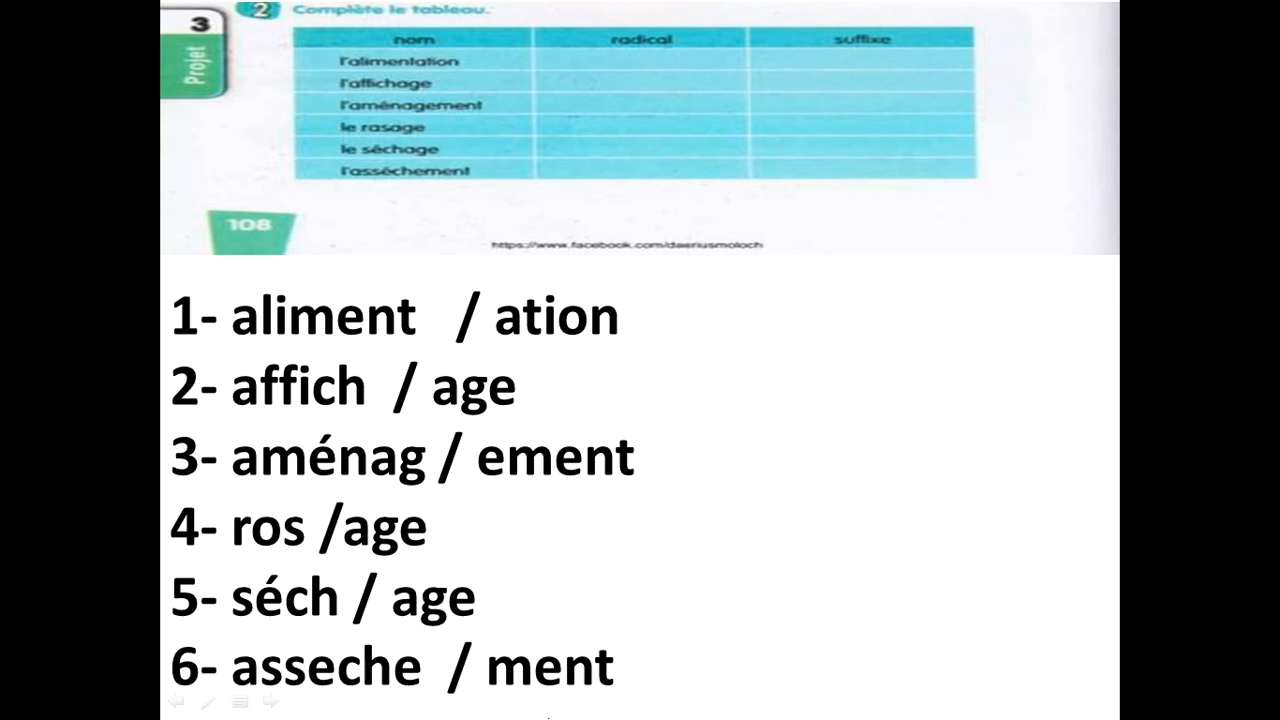 3
Projet
2 Complète le tableau.
nom radical suffixe
l'alimentation
l'affichage
l'aménagement
le rasage
le séchage
l'assèchement
108
https://www.facebook.com/daeriusmoloch
1- aliment / ation
2- affich / age
3- aménag / ement
4- ros /age
5- séch / age
6- asseche / ment